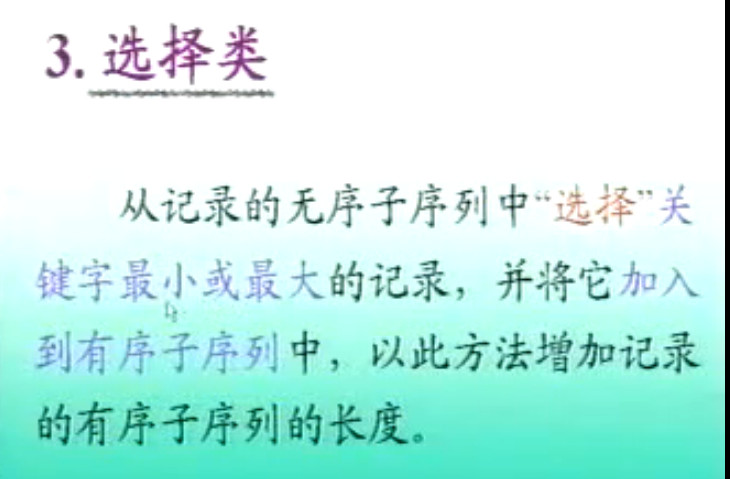 3. 选择类
从记录的无序子序列中“选择”关
键字最小或最大的记录，并将它加入
到有序子序列中，以此方法增加记录
的有序子序列的长度。